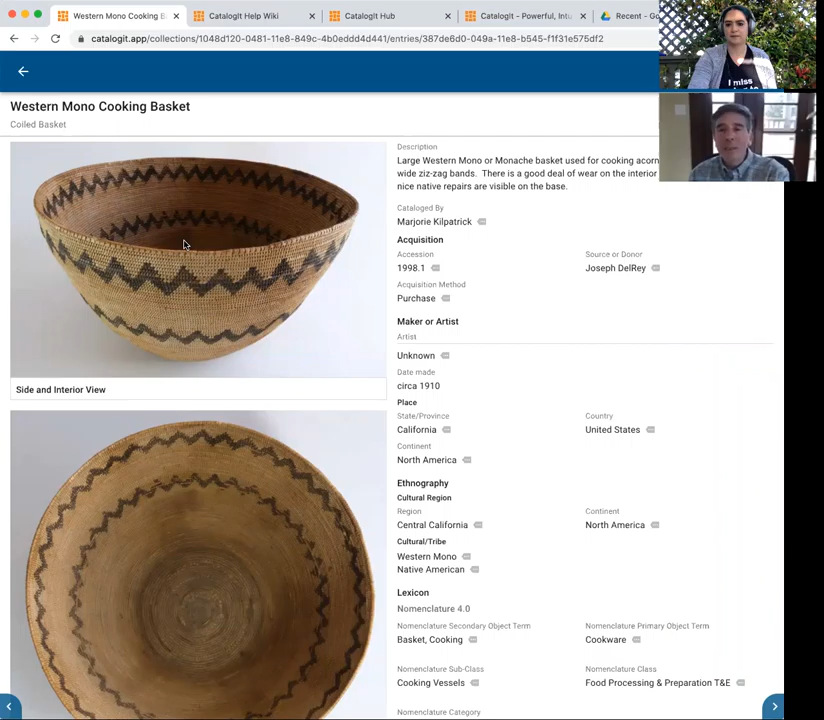 Western Mono Cooking B
CatalogIt Help Wiki
CatalogIt Hub
CatalogIt - Powerful, Intu
Recent - Go
catalogit.app/collections/1048d120-0481-11e8-849c-4b0eddd4d441/entries/387de6d0-049a-11e8-b545-f1f31e575df2
I miss
Western Mono Cooking Basket
Coiled Basket
Description
Large Western Mono or Monache basket used for cooking acorn
wide ziz-zag bands. There is a good deal of wear on the interior
nice native repairs are visible on the base.
Cataloged By
Marjorie Kilpatrick
Acquisition
Accession
Source or Donor
1998.1
Joseph DelRey
Acquisition Method
Purchase
Maker or Artist
Artist
Unknown
Date made
circa 1910
Place
State/Province
Country
California
United States
Continent
North America
Side and Interior View
Ethnography
Cultural Region
Region
Continent
Central California
North America
Cultural/Tribe
Western Mono
Native American
Lexicon
Nomenclature 4.0
Nomenclature Secondary Object Term
Nomenclature Primary Object Term
Basket, Cooking
Cookware
Nomenclature Sub-Class
Nomenclature Class
Cooking Vessels
Food Processing & Preparation T&E
Nomenclature Category